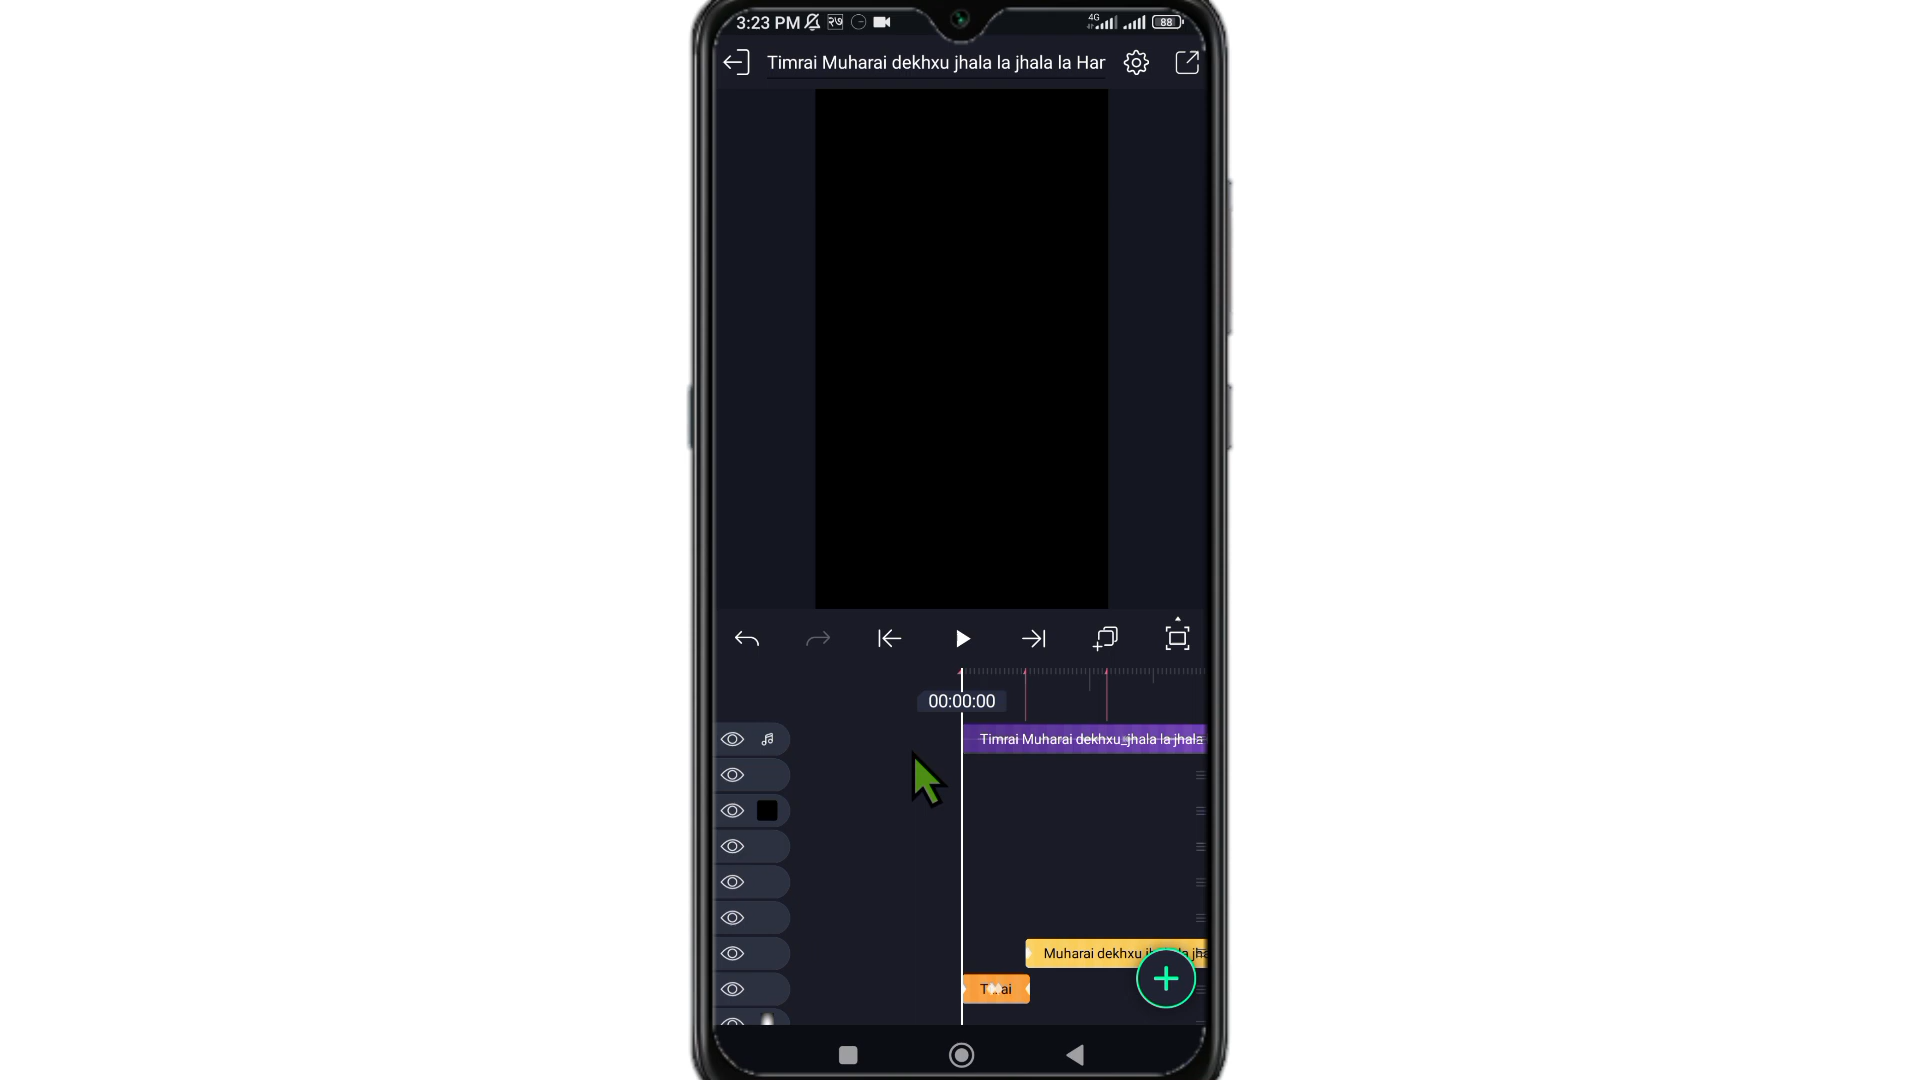 3:23 PM
4G
88
Timrai Muharai dekhxu jhala la jhala la Har
00:00:00
Timrai Muharai dekhxu jhala la jhala
Muharai dekhxu